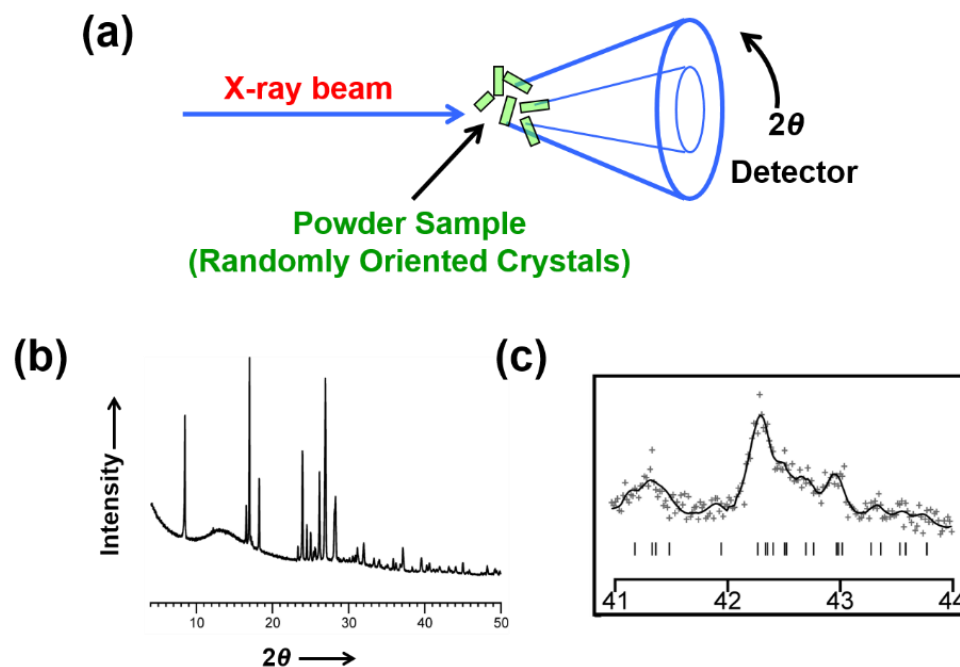 (a)
X-ray beam
2θ
Detector
Powder Sample
(Randomly Oriented Crystals)
(b)
(c)
Intensity
10 20 30 40 50
2θ
41 42 43 44